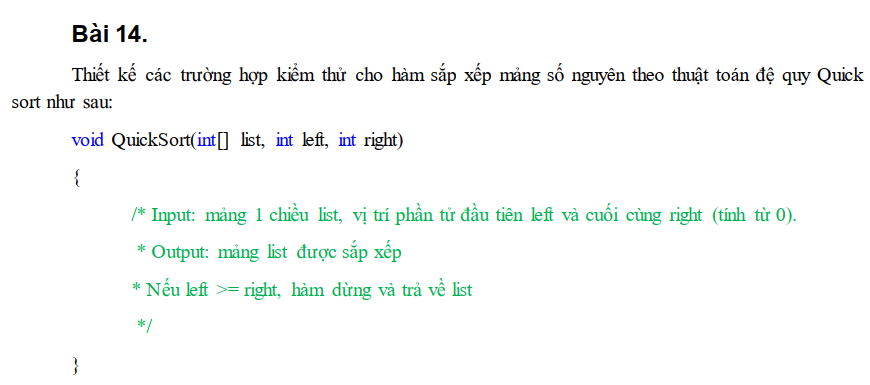 Bài 14.
Thiết kế các trường hợp kiểm thử cho hàm sắp xếp mảng số nguyên theo thuật toán đệ quy Quick
sort như sau:
void QuickSort(int[] list, int left, int right)
{
/* Input: mảng 1 chiều list, vị trí phần tử đầu tiên left và cuối cùng right (tính từ 0).
* Output: mảng list được sắp xếp
* Nếu left >= right, hàm dừng và trả về list
*/
}